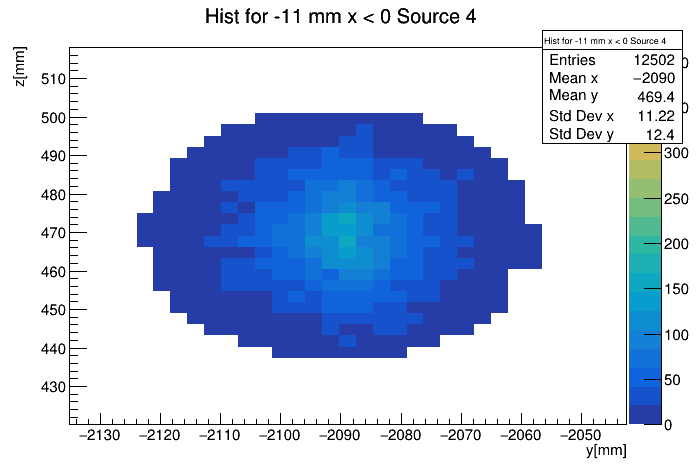 Hist for -11 mm x < 0 Source 4
z[mm]
Hist for -11 mm x < 0 Source 4
Entries 12502
Mean x −2090
Mean y 469.4
Std Dev x 11.22
Std Dev y 12.4
510
500
490
480
470
460
450
440
430
300
250
200
150
100
50
0
−2130 −2120 −2110 −2100 −2090 −2080 −2070 −2060 −2050
y[mm]